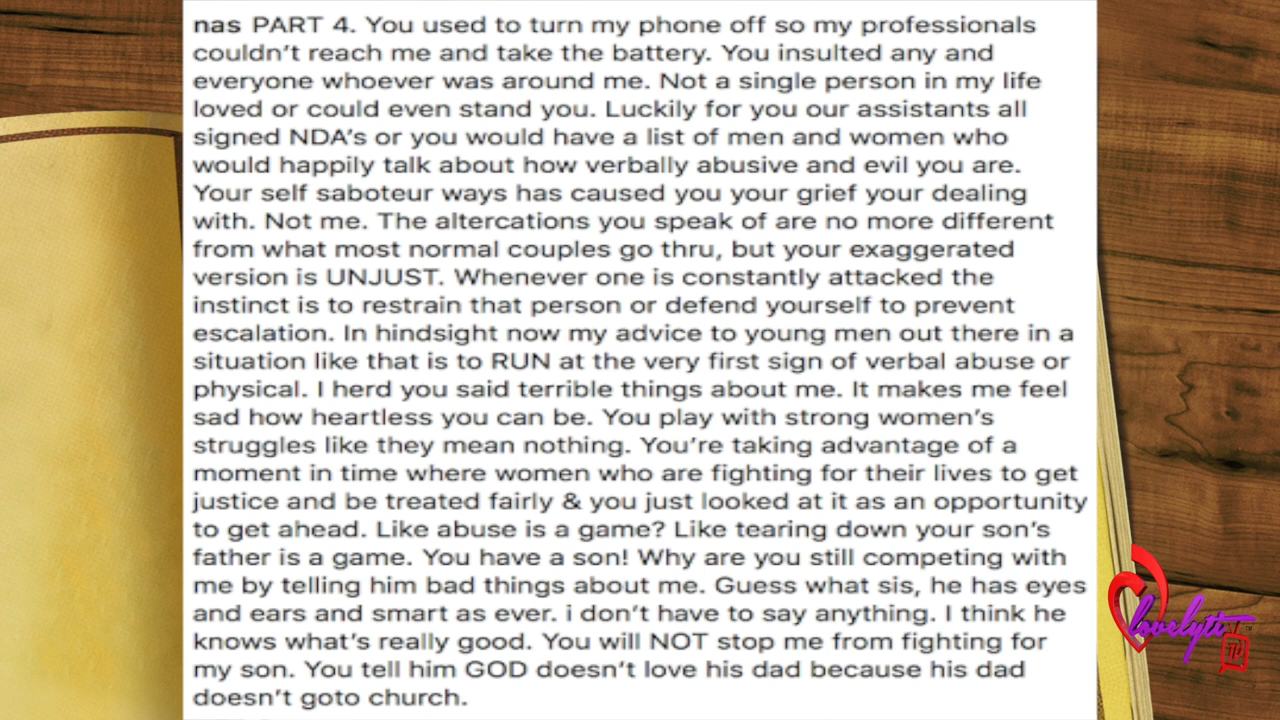 nas PART 4. You used to turn my phone off so my professionals
couldn't reach me and take the battery. You insulted any and
everyone whoever was around me. Not a single person in my life
loved or could even stand you. Luckily for you our assistants all
signed NDA's or you would have a list of men and women who
would happily talk about how verbally abusive and evil you are.
Your self saboteur ways has caused you your grief your dealing
with. Not me. The altercations you speak of are no more different
from what most normal couples go thru, but your exaggerated
version is UNJUST. Whenever one is constantly attacked the
instinct is to restrain that person or defend yourself to prevent
escalation. In hindsight now my advice to young men out there in a
situation like that is to RUN at the very first sign of verbal abuse or
physical. I herd you said terrible things about me. It makes me feel
sad how heartless you can be. You play with strong women's
struggles like they mean nothing. You're taking advantage of a
moment in time where women who are fighting for their lives to get
justice and be treated fairly & you just looked at it as an opportunity
to get ahead. Like abuse is a game? Like tearing down your son's
father is a game. You have a son! Why are you still competing with
me by telling him bad things about me. Guess what sis, he has eyes
and ears and smart as ever. i don't have to say anything. I think he
knows what's really good. You will NOT stop me from fighting for
my son. You tell him GOD doesn't love his dad because his dad
doesn't goto church.
lovelyti